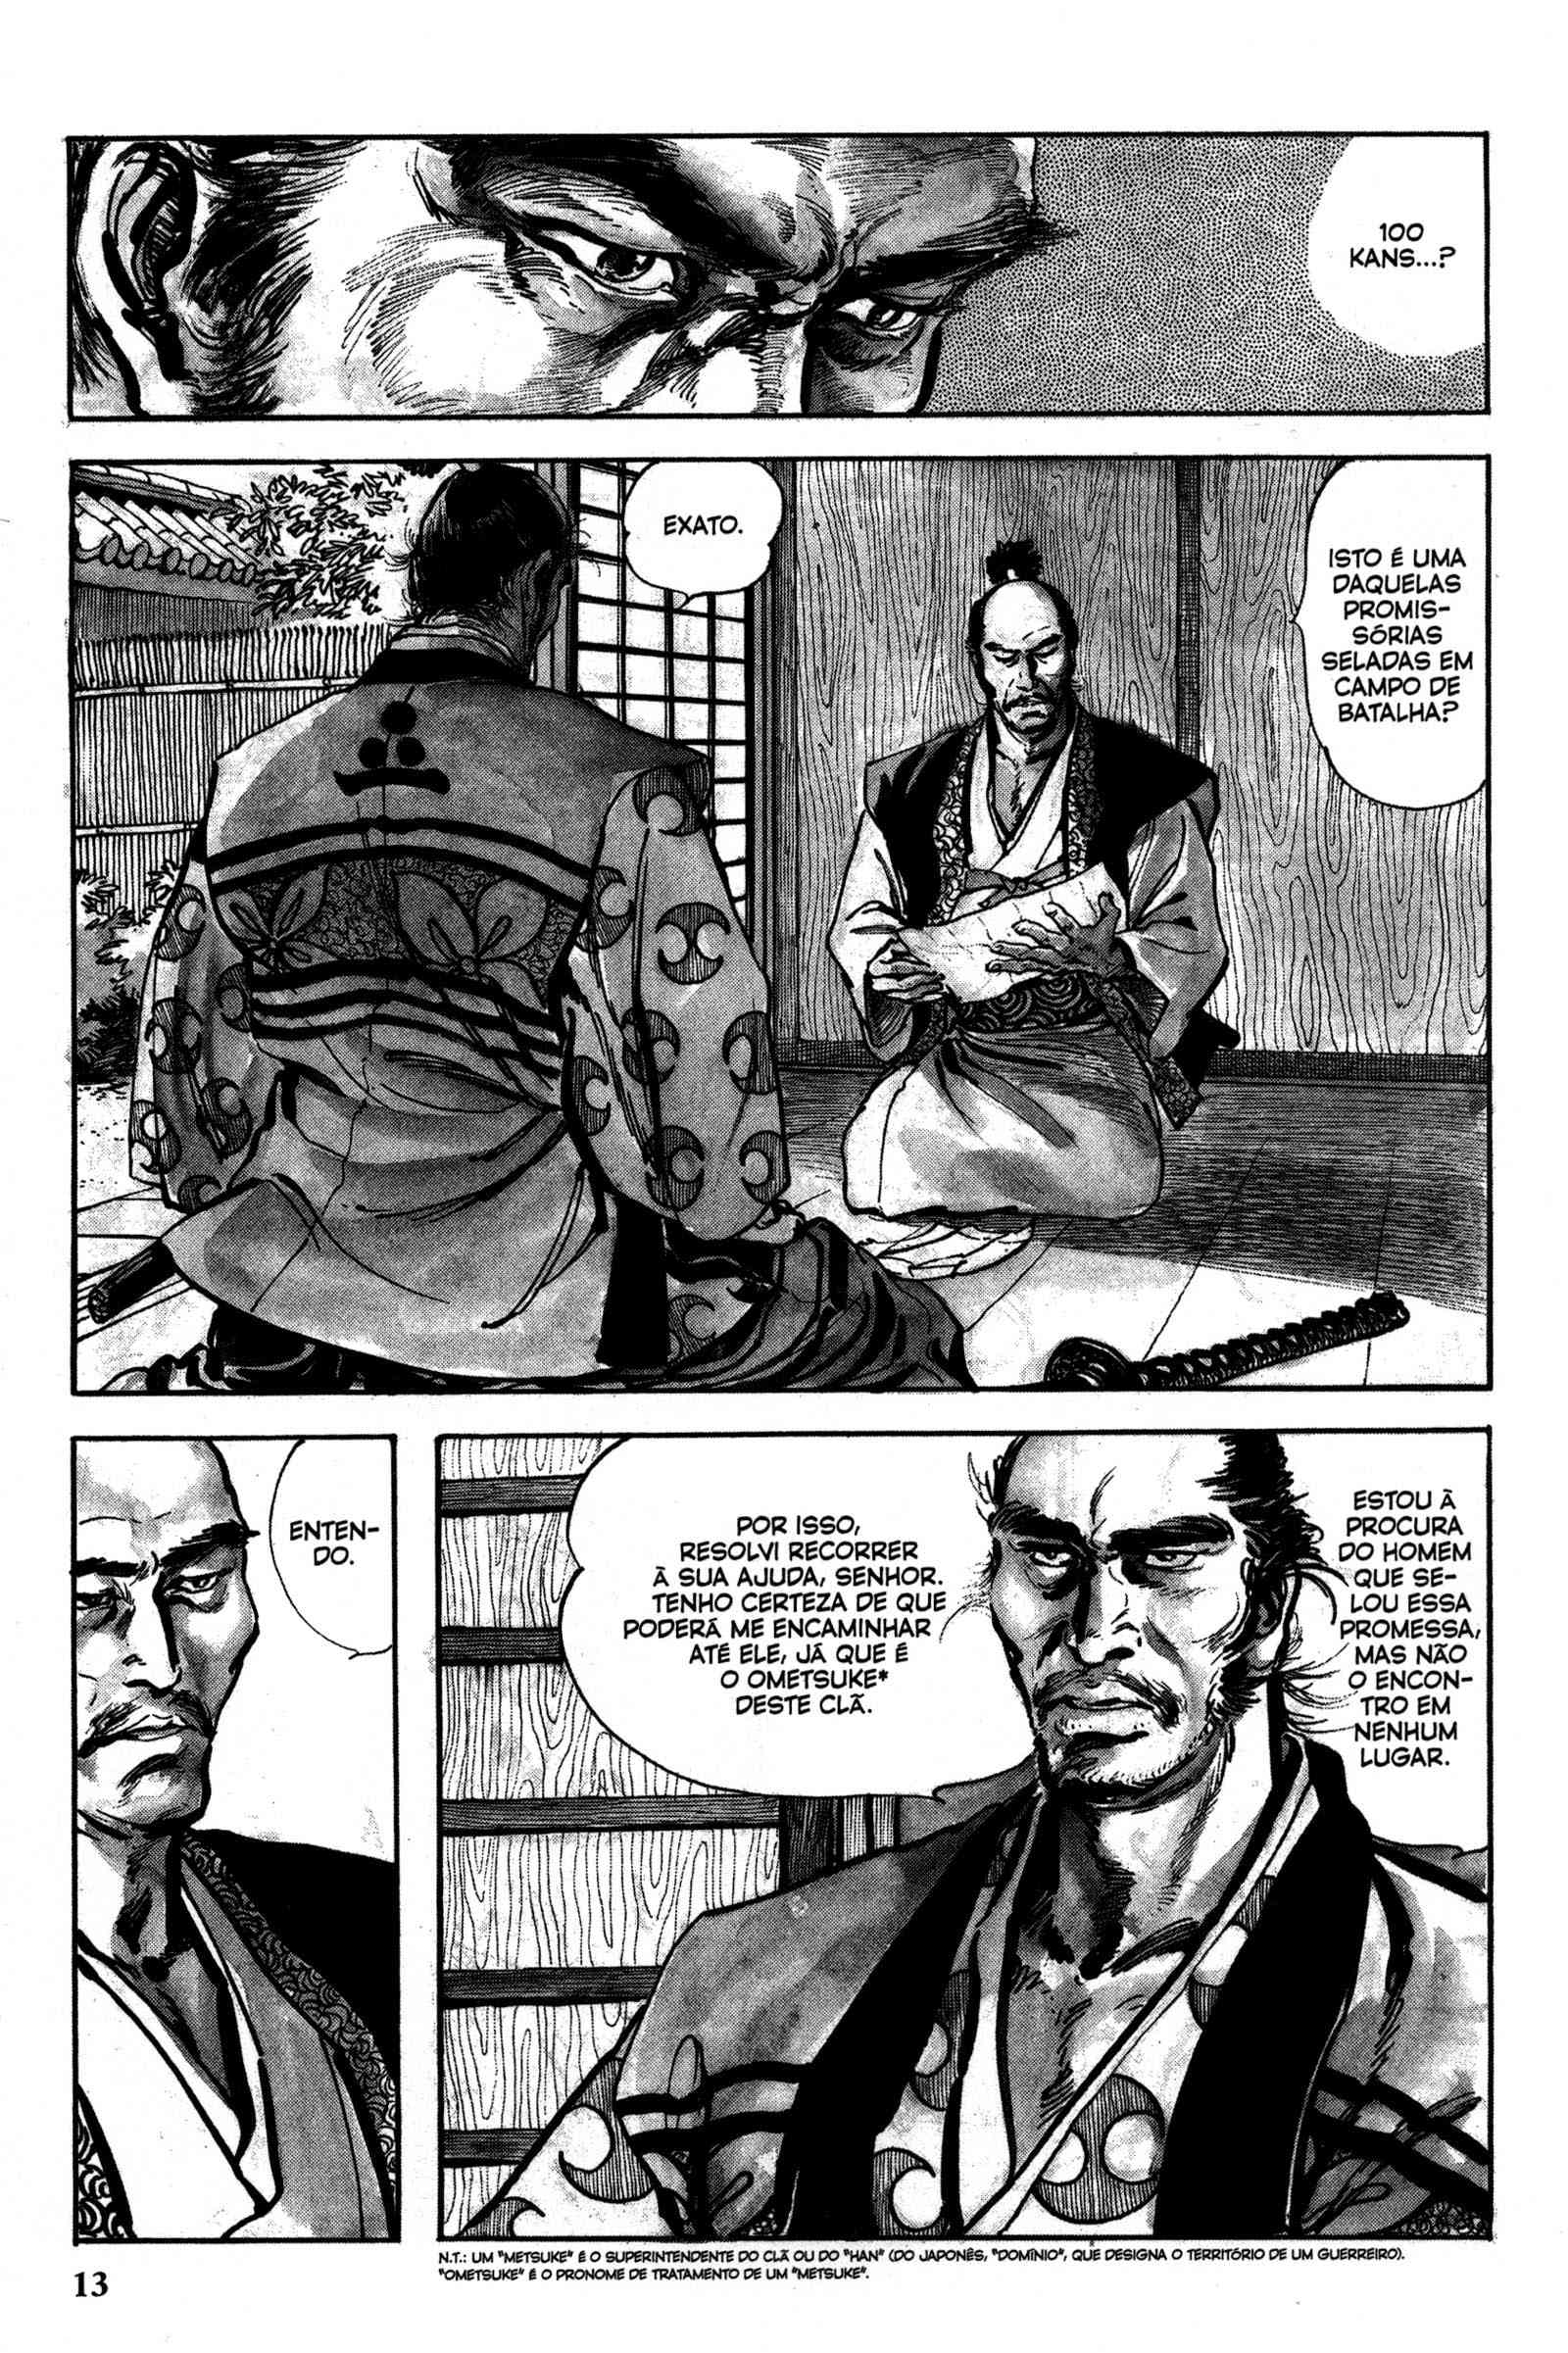 100
KANS...?
ISTO É UMA
DAQUELAS
PROMIS-
SÓRIAS
SELADAS EM
CAMPO DE
BATALHA?
EXATO.
ESTOU À
PROCURA
DO HOMEM
QUE SE-
LOU ESSA
PROMESSA,
MAS NÃO
O ENCON-
TRO EM
NENHUM
LUGAR.
POR ISSO,
RESOLVI RECORRER
À SUA AJUDA, SENHOR.
TENHO CERTEZA DE QUE
PODERÁ ME ENCAMINHAR
ATÉ ELE, JÁ QUE É
O OMETSUKE*
DESTE CLÃ.
ENTEN-
DO.
N.T.: UM "METSUKE" É O SUPERINTENDENTE DO CLÃ OU DO "HAN" (DO JAPONÊS, "DOMÍNIO", QUE DESIGNA O TERRITÓRIO DE UM GUERREIRO).
"OMETSUKE" É O PRONOME DE TRATAMENTO DE UM "METSUKE".
13